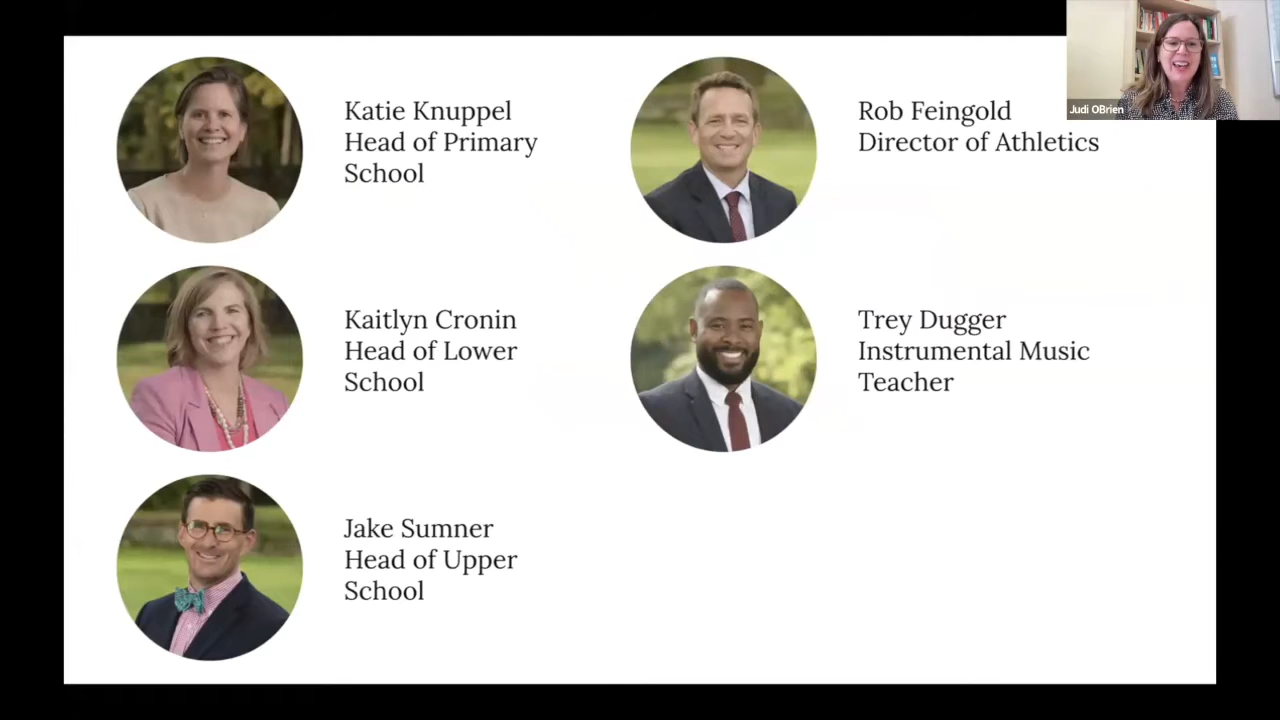 Katie Knuppel
Head of Primary
School
Rob Feingold
Director of Athletics
Judi OBrien
Kaitlyn Cronin
Head of Lower
School
Trey Dugger
Instrumental Music
Teacher
Jake Sumner
Head of Upper
School